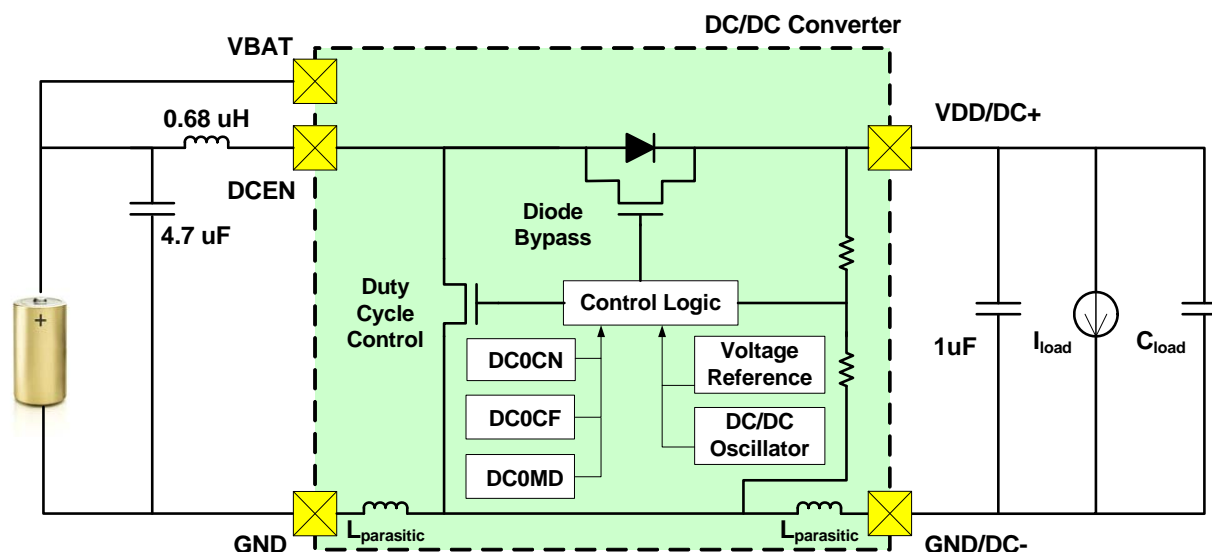 DC/DC Converter
VBAT
0.68 uH
VDD/DC+
DCEN
4.7 uF
Diode
Bypass
Duty
Cycle
Control
Control Logic
DC0CN
DC0CF
DC0MD
Voltage
Reference
DC/DC
Oscillator
1uF
Iload
Cload
+
Lparasitic
Lparasitic
GND
GND/DC-